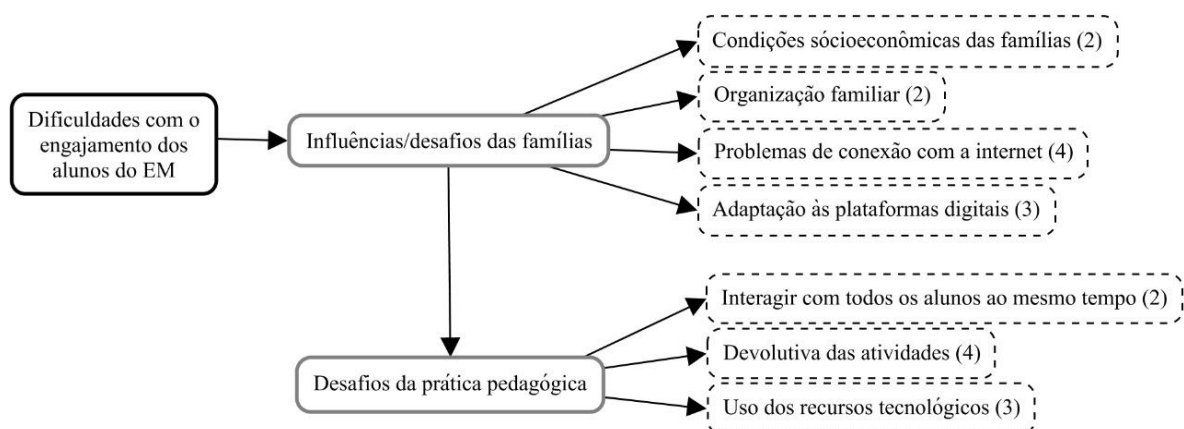 Dificuldades com o
engajamento dos
alunos do EM
Influências/desafios das famílias
Condições sócioeconômicas das famílias (2)
Organização familiar (2)
Problemas de conexão com a internet (4)
Adaptação às plataformas digitais (3)
Desafios da prática pedagógica
Interagir com todos os alunos ao mesmo tempo (2)
Devolutiva das atividades (4)
Uso dos recursos tecnológicos (3)